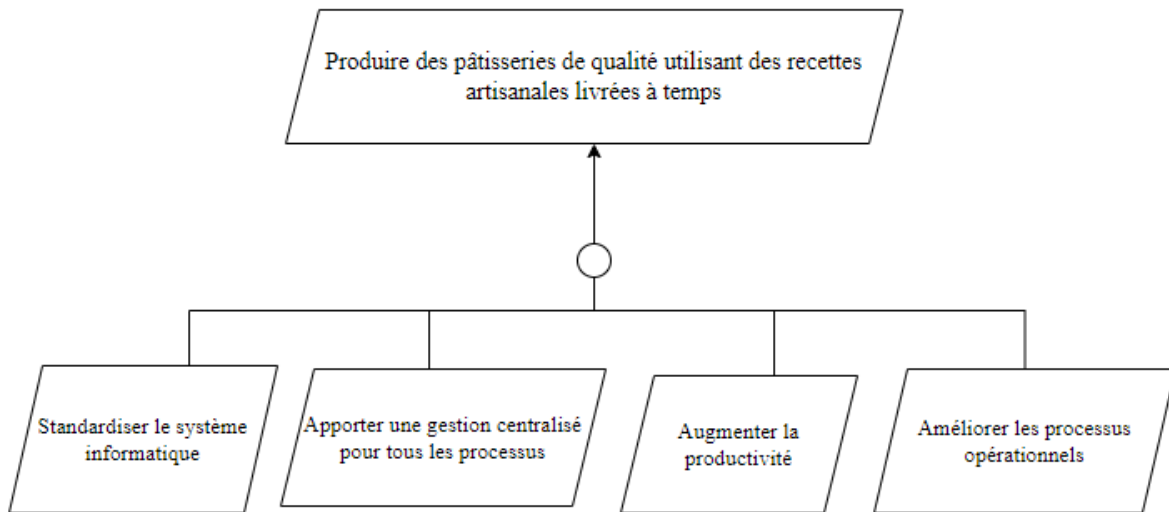 Produire des pâtisseries de qualité utilisant des recettes
artisanales livrées à temps
Standardiser le système
informatique
Apporter une gestion centralisé
pour tous les processus
Augmenter la
productivité
Améliorer les processus
opérationnels